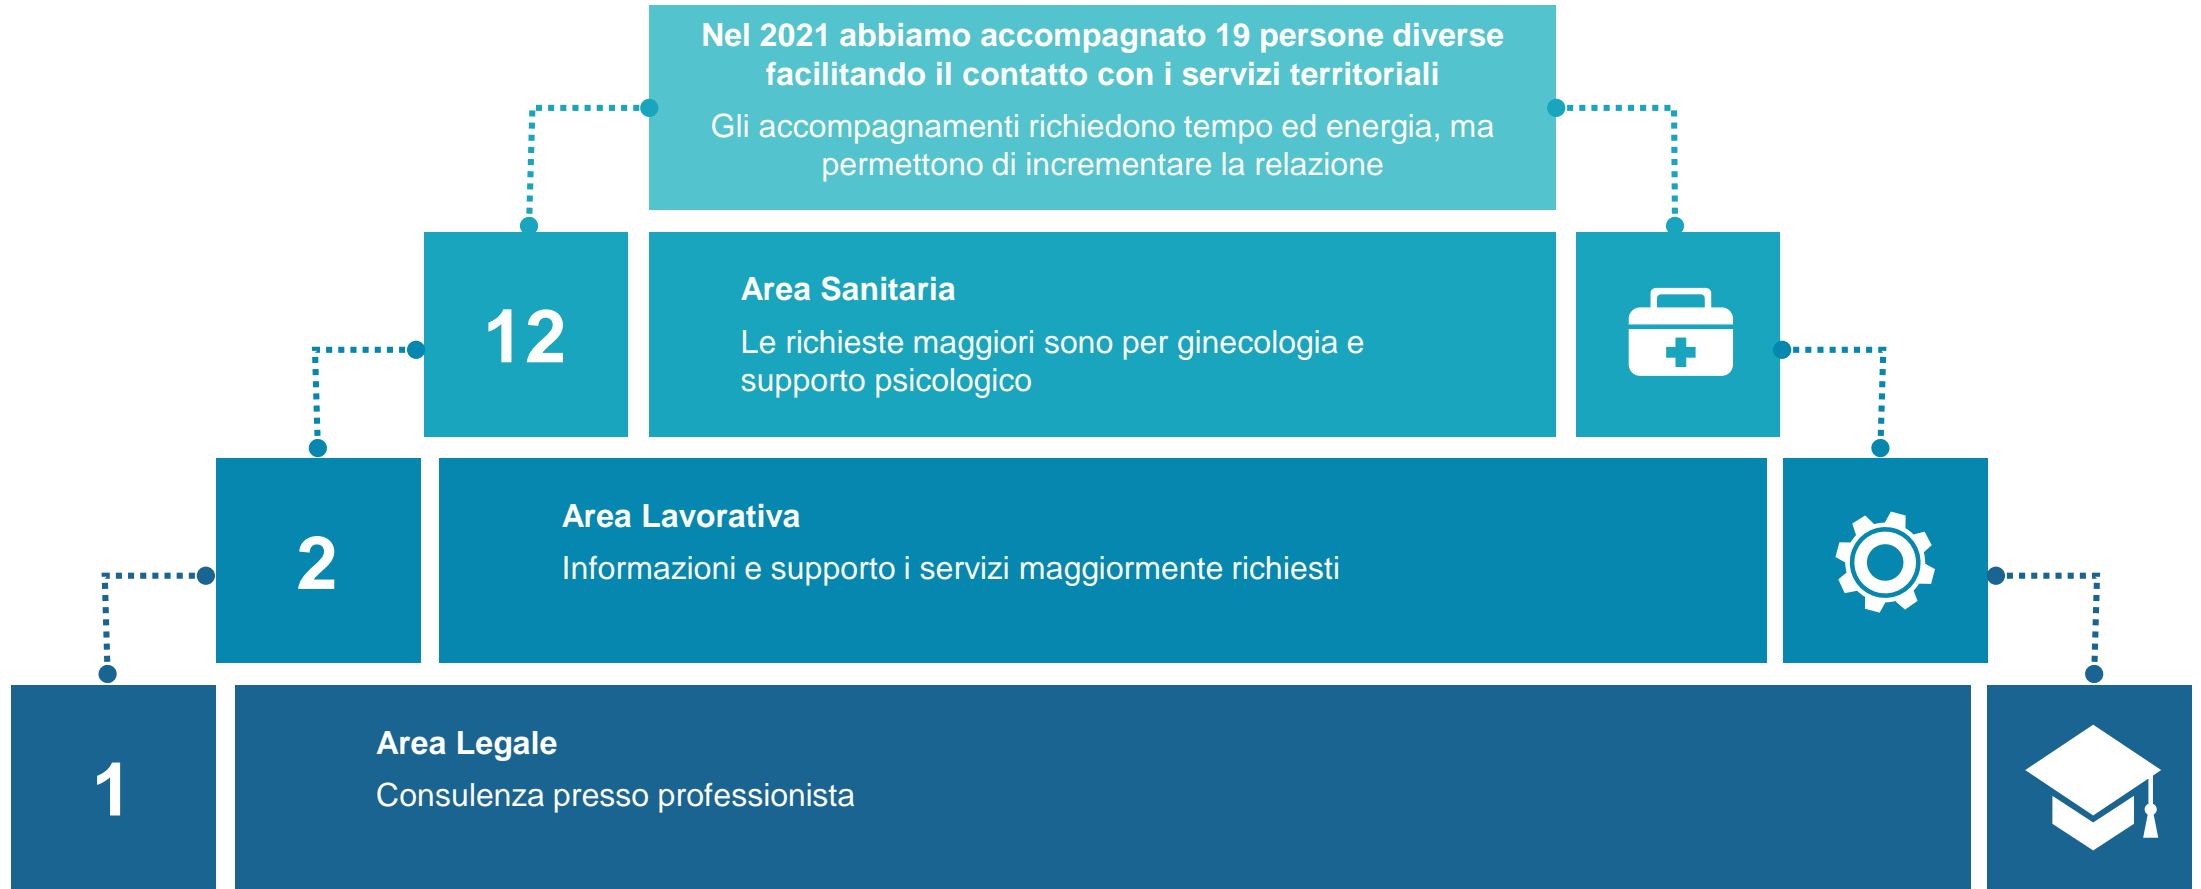 Nel 2021 abbiamo accompagnato 19 persone diverse
facilitando il contatto con i servizi territoriali
Gli accompagnamenti richiedono tempo ed energia, ma
permettono di incrementare la relazione
12
Area Sanitaria
Le richieste maggiori sono per ginecologia e
supporto psicologico
2
Area Lavorativa
Informazioni e supporto i servizi maggiormente richiesti
1
Area Legale
Consulenza presso professionista